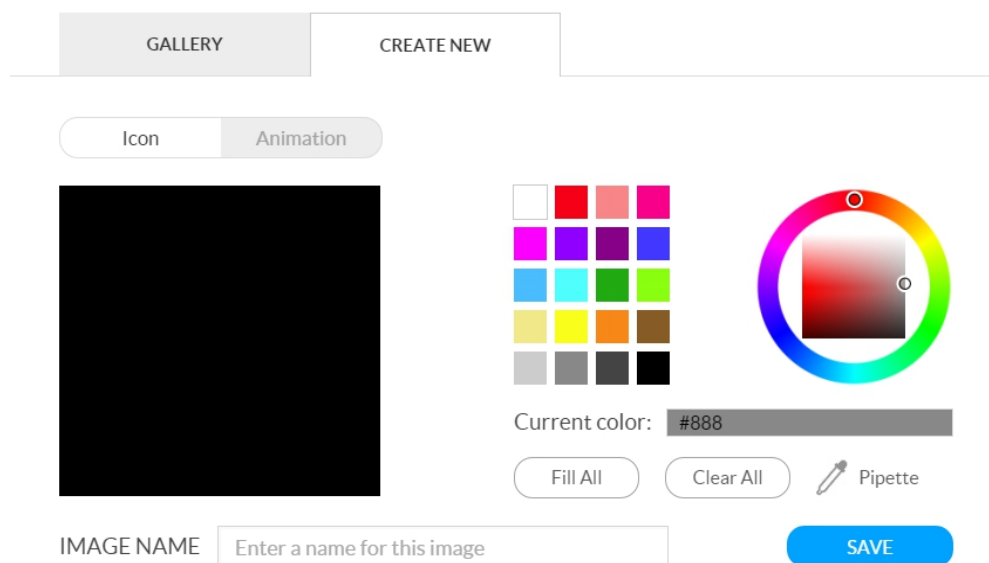 GALLERY
CREATE NEW
Icon
Animation
Current color:
#888
Fill All
Clear All
Pipette
IMAGE NAME
Enter a name for this image
SAVE